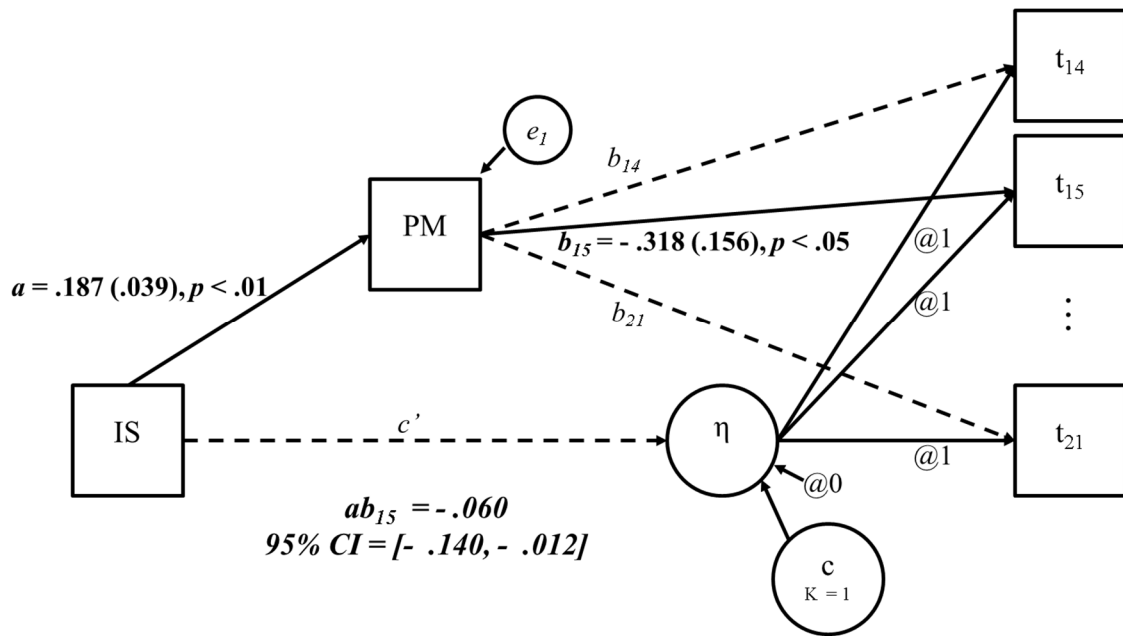 t14
e1
b14
t15
PM
b15 = - .318 (.156), p < .05
@1
a = .187 (.039), p < .01
@1
b21
⋮
IS
c’
η
t21
@1
@0
ab15 = - .060
95% CI = [- .140, - .012]
c
K = 1